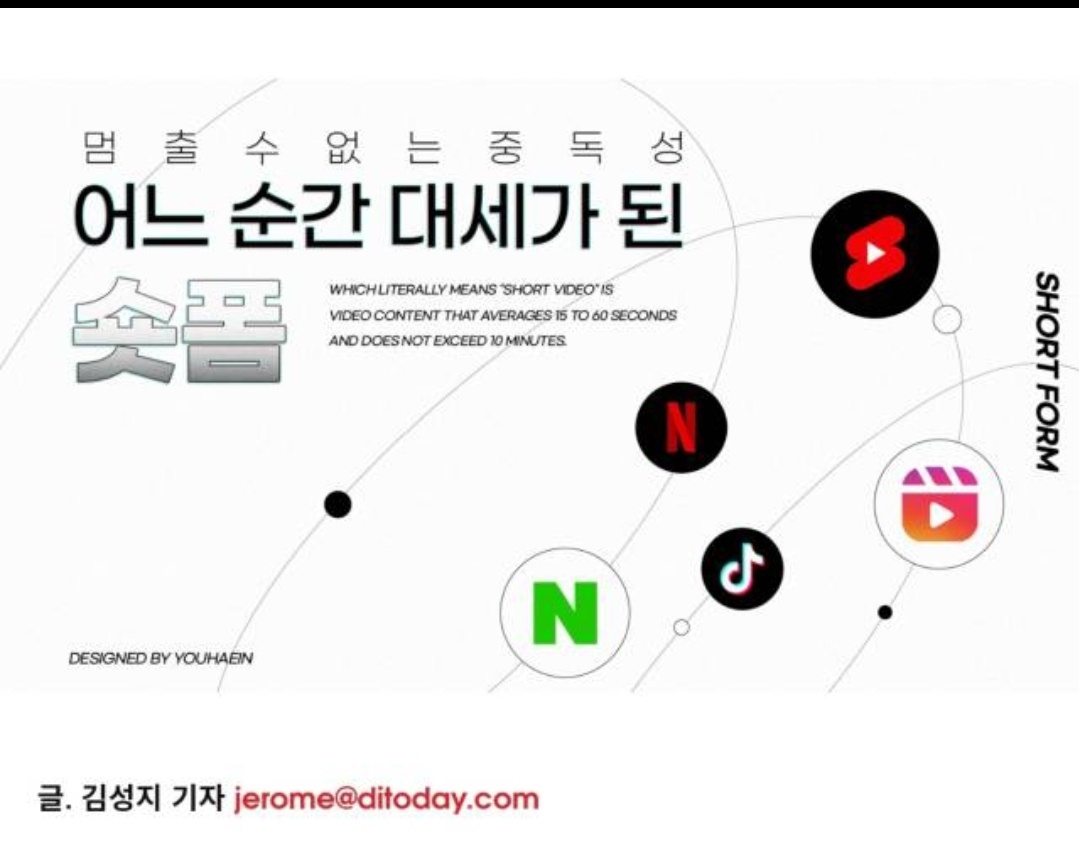 멈출 수 없는 중독성
어느 순간 대세가 된
숏폼
WHICH LITERALLY MEANS "SHORT VIDEO" IS
VIDEO CONTENT THAT AVERAGES 15 TO 60 SECONDS
AND DOES NOT EXCEED 10 MINUTES.
SHORT FORM
N
N
DESIGNED BY YOUHAEIN
글. 김성지 기자 jerome@ditoday.com